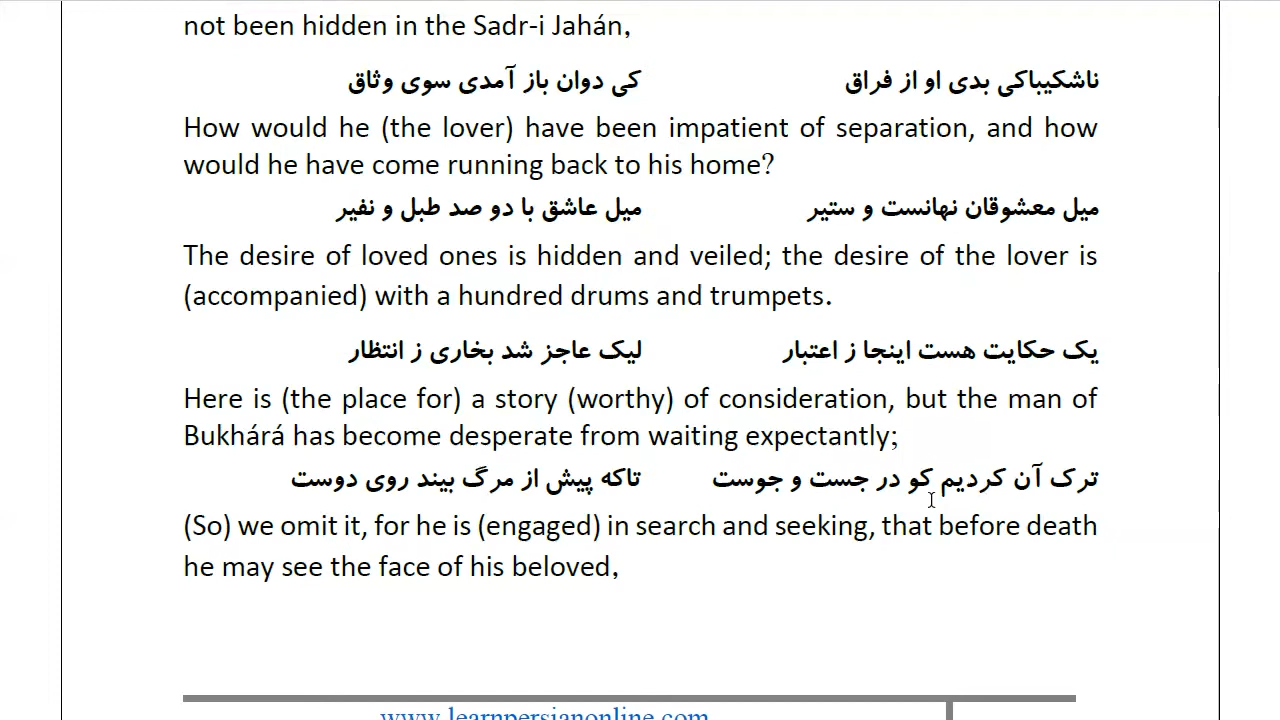 not been hidden in the Sadr-i Jahán,
ناشکیباکی بدی او از فراق کی دوان باز آمدی سوی وثاق
How would he (the lover) have been impatient of separation, and how
would he have come running back to his home?
میل معشوقان نهانست و ستیر میل عاشق با دو صد طبل و نفیر
The desire of loved ones is hidden and veiled; the desire of the lover is
(accompanied) with a hundred drums and trumpets.
یک حکایت هست اینجا ز اعتبار لیک عاجز شد بخاری ز انتظار
Here is (the place for) a story (worthy) of consideration, but the man of
Bukhárá has become desperate from waiting expectantly;
ترک آن کردیم کو در جست و جوست تاکه پیش از مرگ بیند روی دوست
(So) we omit it, for he is (engaged) in search and seeking, that before death
he may see the face of his beloved,
www.learnpersianonline.com